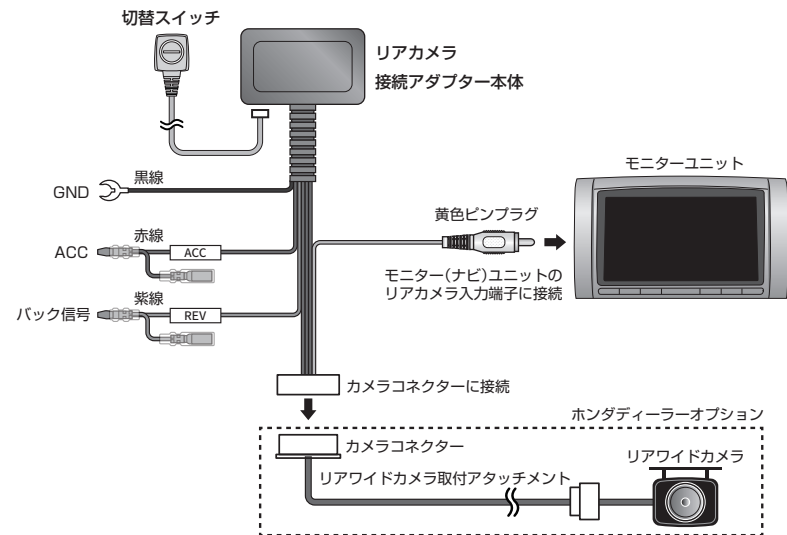 切替スイッチ
リアカメラ
接続アダプター本体
モニターユニット
黒線
GND
黄色ピンプラグ
赤線
ACC
ACC
モニター(ナビ)ユニットの
リアカメラ入力端子に接続
紫線
バック信号
REV
カメラコネクターに接続
ホンダディーラーオプション
カメラコネクター
リアワイドカメラ
リアワイドカメラ取付アタッチメント